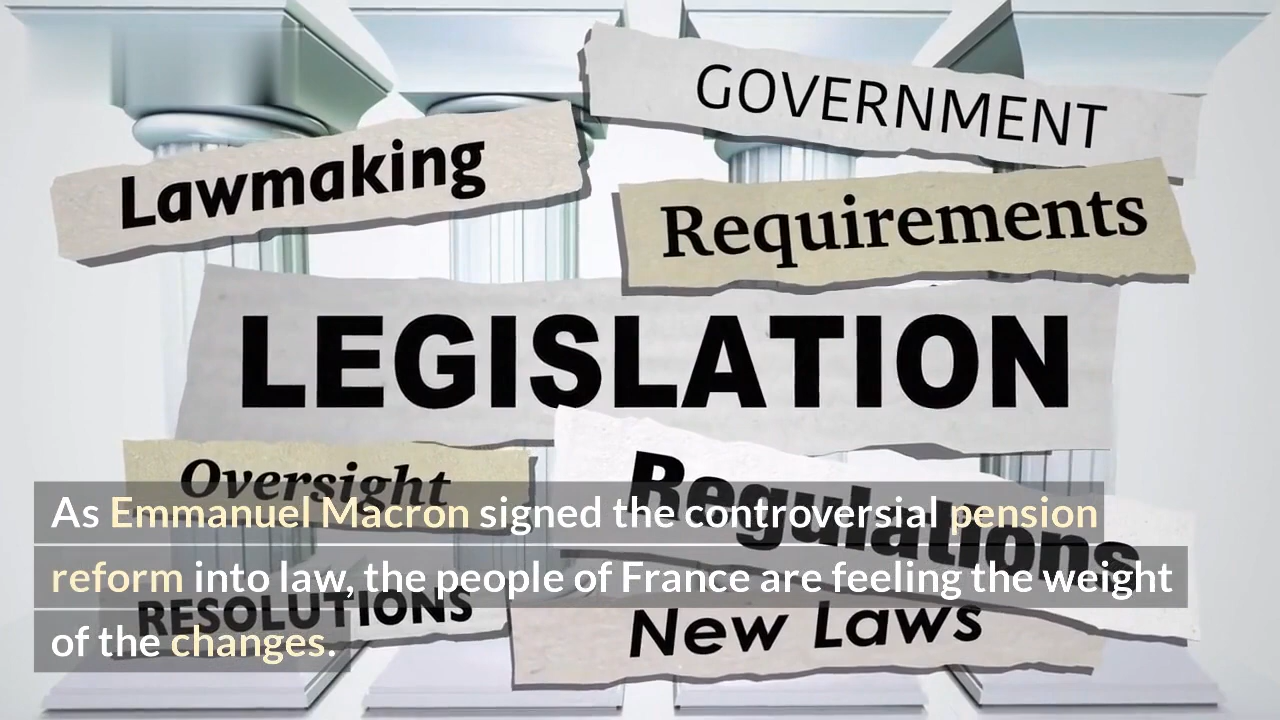 GOVERNMENT
Lawmaking
Requirements
LEGISLATION
Oversight
Regulations
RESOLUTIONS
New Laws
As Emmanuel Macron signed the controversial pension
reform into law, the people of France are feeling the weight
of the changes.